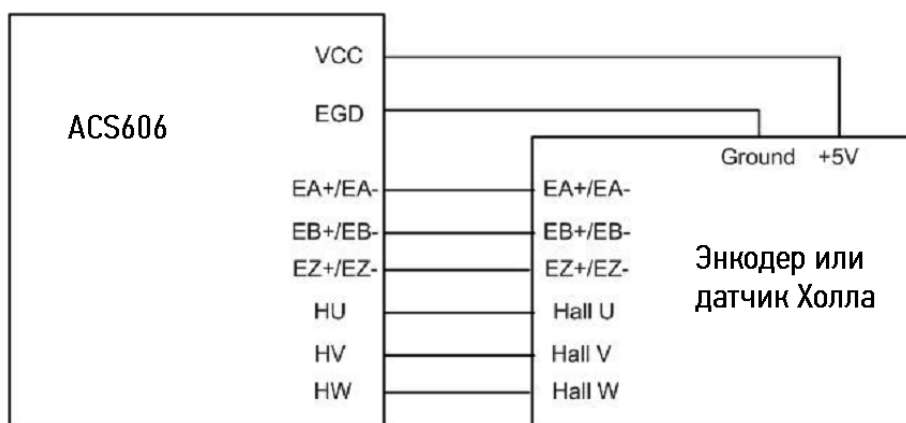 ACS606
VCC
EGD
EA+/EA-
EB+/EB-
EZ+/EZ-
HU
HV
HW
Ground +5V
EA+/EA-
EB+/EB-
EZ+/EZ-
Hall U
Hall V
Hall W
Энкодер или
датчик Холла